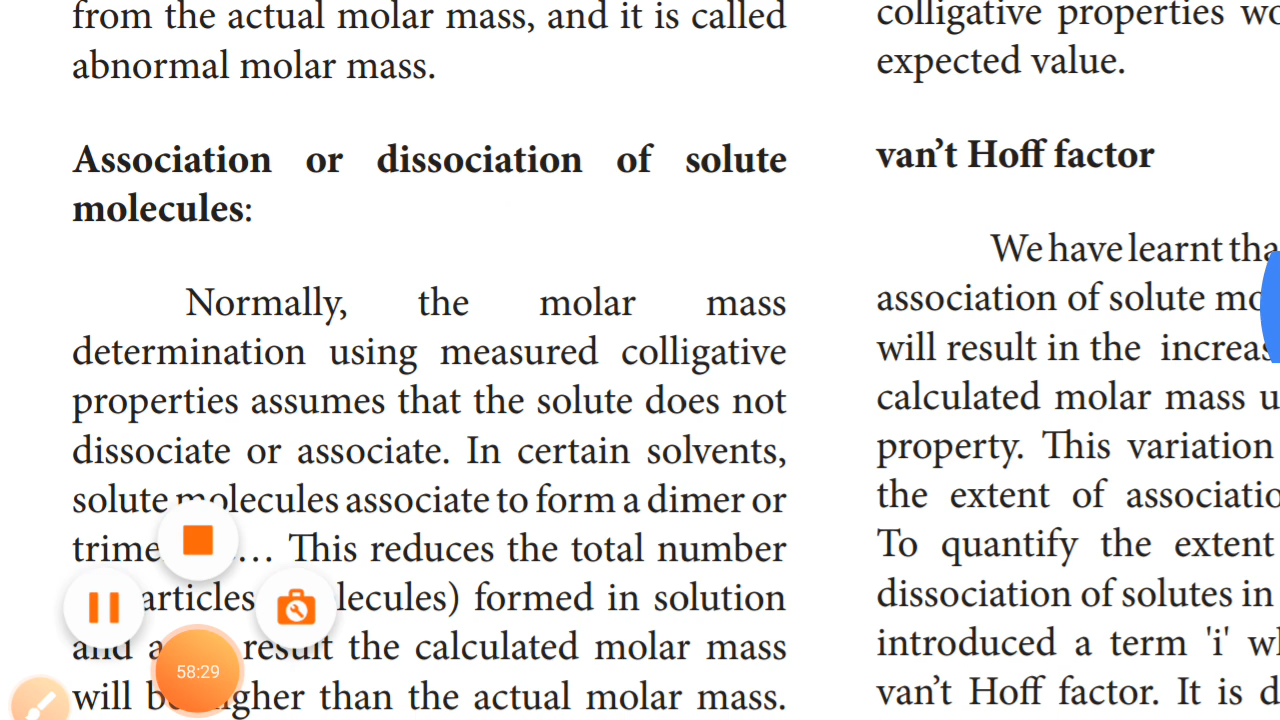 from the actual molar mass, and it is called
abnormal molar mass.
Association or dissociation of solute
molecules:
Normally, the molar mass
determination using measured colligative
properties assumes that the solute does not
dissociate or associate. In certain solvents,
solute molecules associate to form a dimer or
… This reduces the total number
formed in solution
the calculated molar mass
will than the actual molar mass.
58:29
colligative properties
expected value.
van’t Hoff factor
We have learnt
association of solute
will result in the
calculated molar mass
property. This variation
the extent of
To quantify the extent
dissociation of solutes in
introduced a term 'i'
van’t Hoff factor. It is